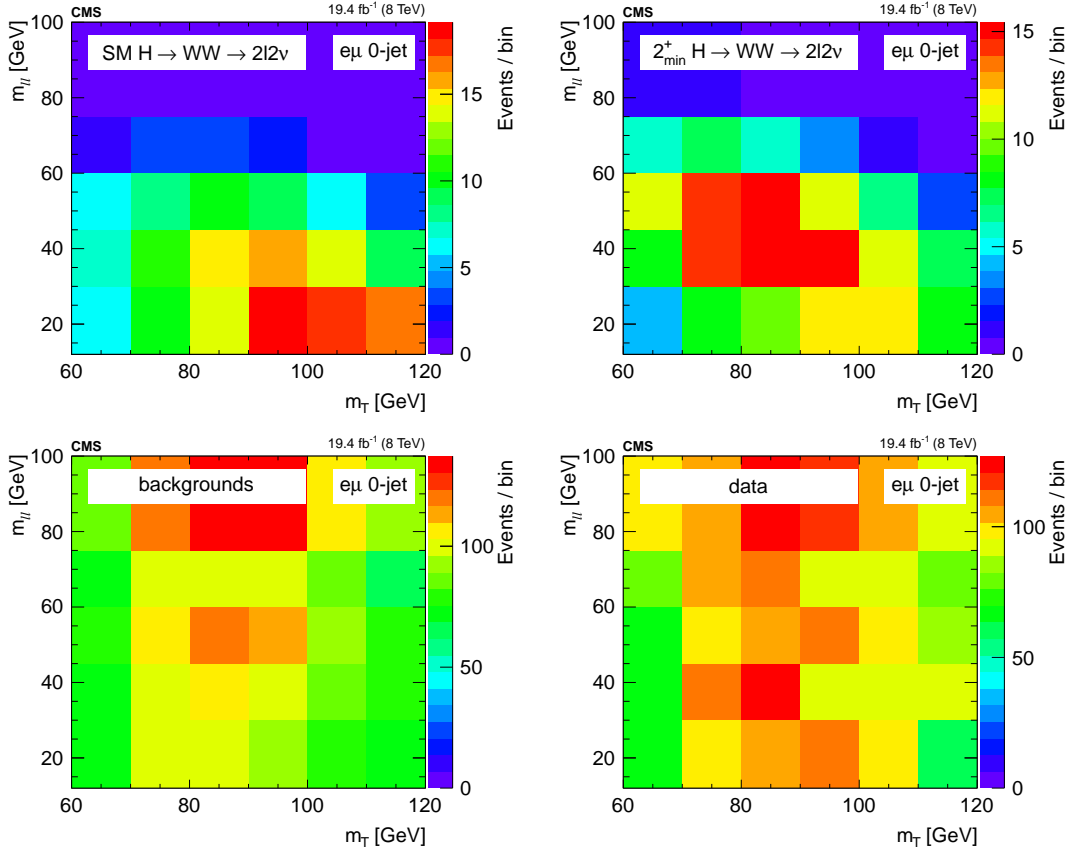 CMS 19.4 fb⁻¹ (8 TeV)
SM H → WW → 2l2ν eμ 0-jet
m_ll [GeV]
100
80
60
40
20
60 80 100 120
m_T [GeV]
Events / bin
15
10
5
0
CMS 19.4 fb⁻¹ (8 TeV)
2⁺_min H → WW → 2l2ν eμ 0-jet
m_ll [GeV]
100
80
60
40
20
60 80 100 120
m_T [GeV]
Events / bin
15
10
5
0
CMS 19.4 fb⁻¹ (8 TeV)
backgrounds eμ 0-jet
m_ll [GeV]
100
80
60
40
20
60 80 100 120
m_T [GeV]
Events / bin
100
50
0
CMS 19.4 fb⁻¹ (8 TeV)
data eμ 0-jet
m_ll [GeV]
100
80
60
40
20
60 80 100 120
m_T [GeV]
Events / bin
100
50
0